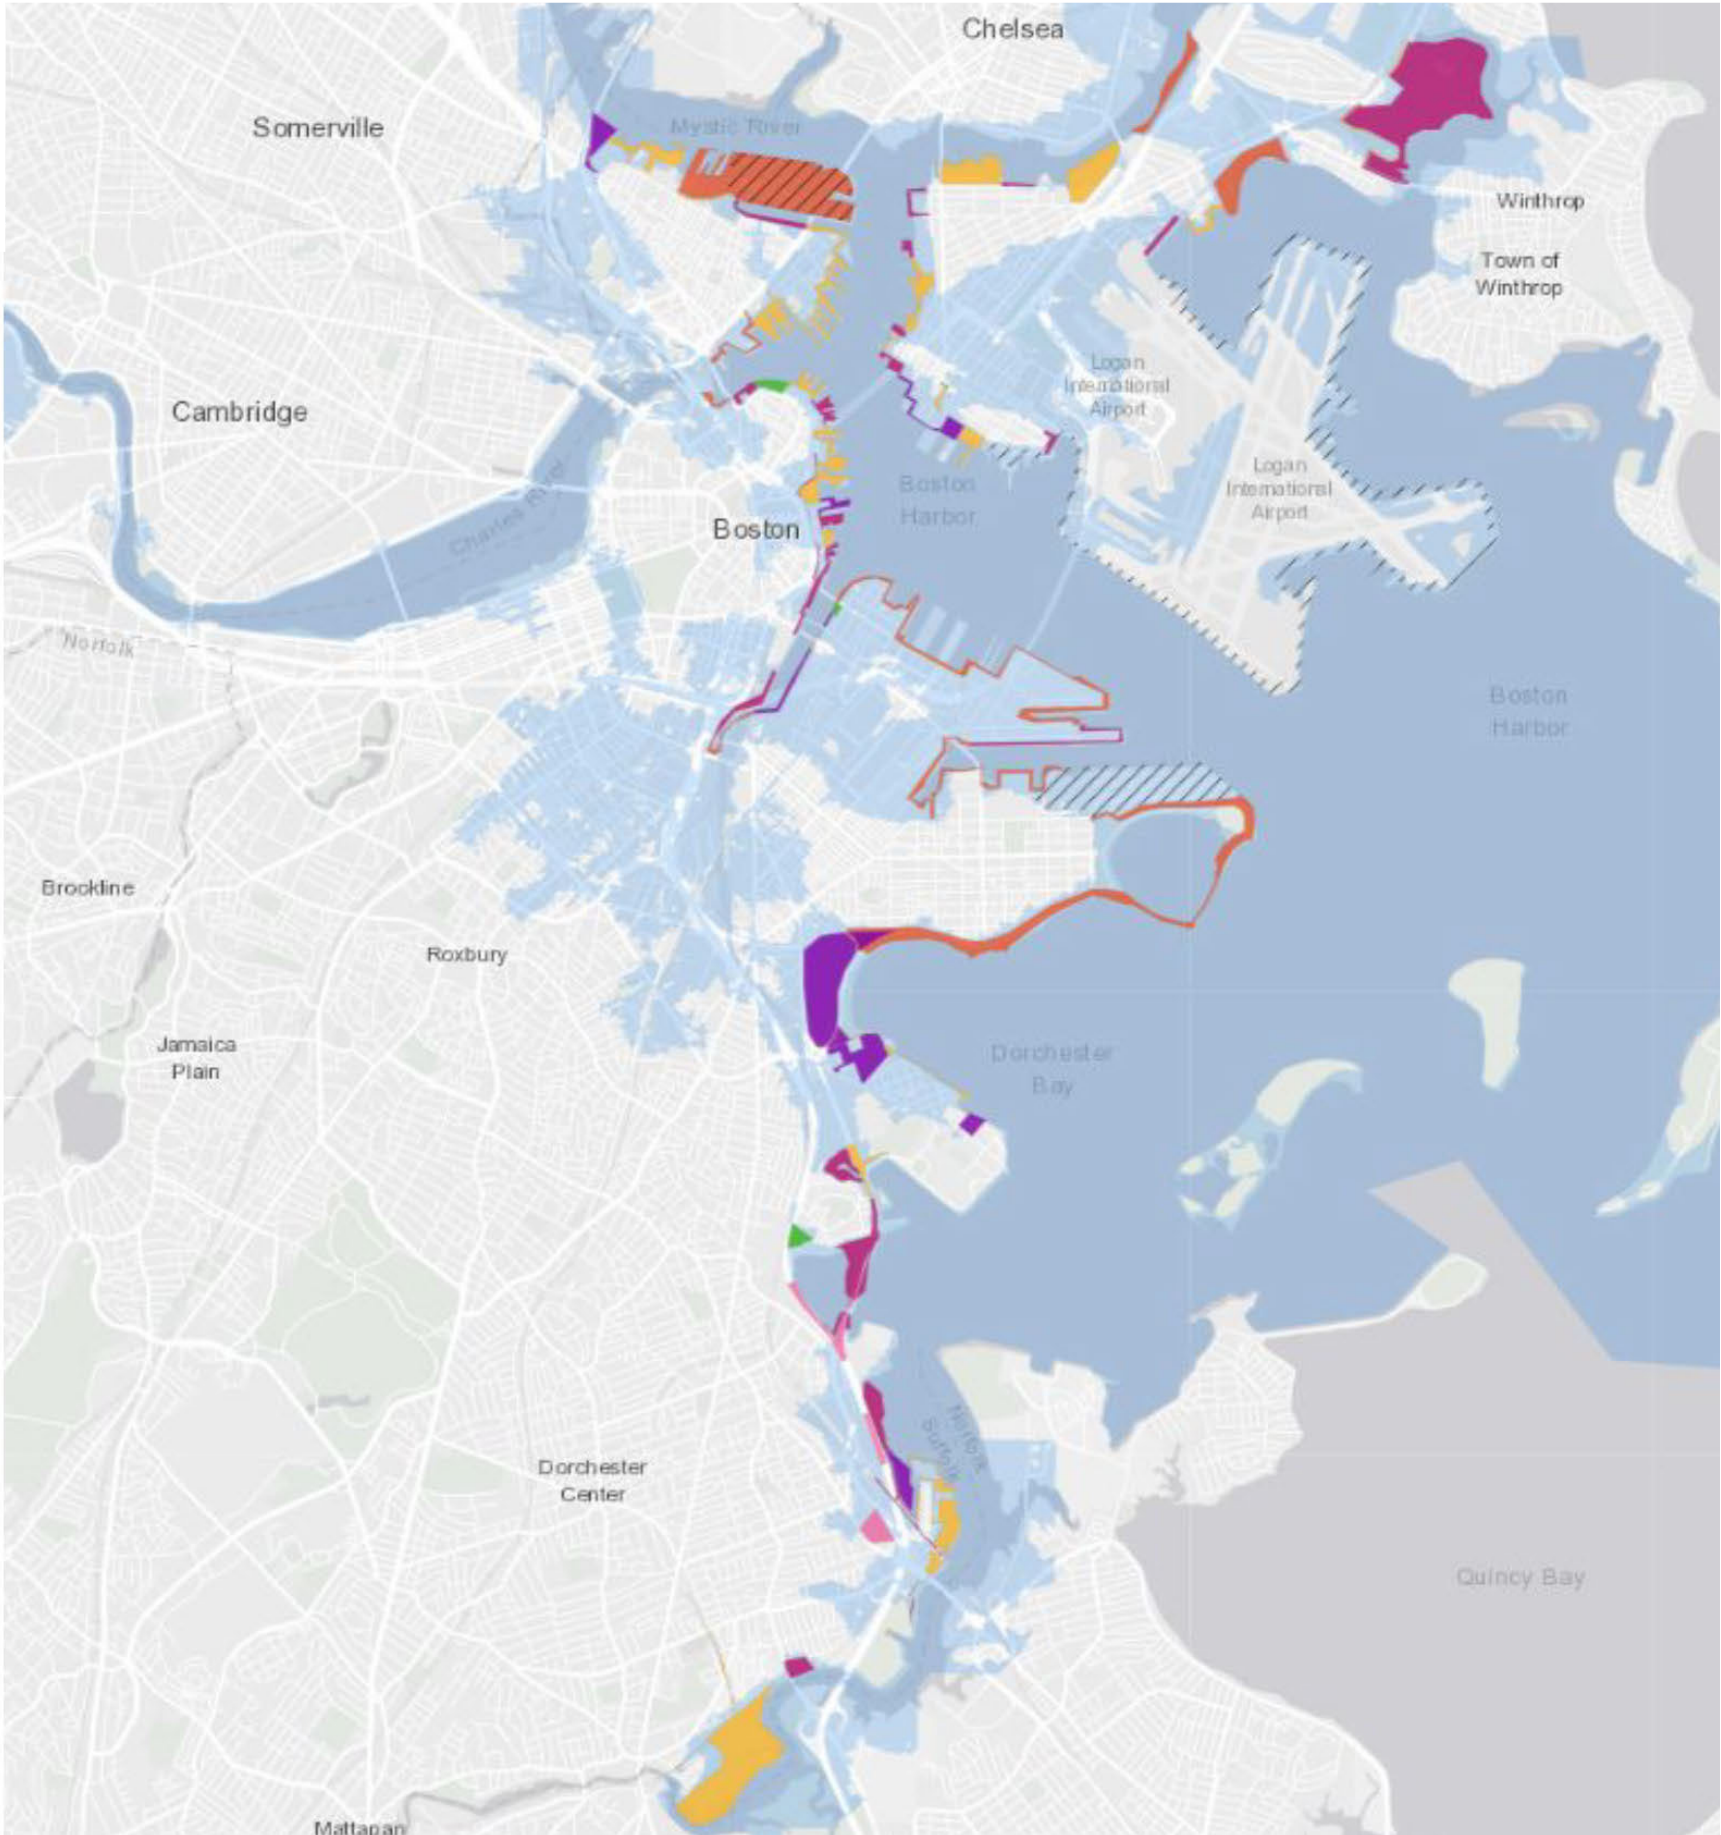 Chelsea
Mystic River
Somerville
Winthrop
Town of
Winthrop
Logan
International
Airport
Cambridge
Logan
International
Airport
Boston
Harbor
Charles River
Boston
Norfolk
Boston
Harbor
Brookline
Roxbury
Jamaica
Plain
Dorchester
Bay
Norfolk
Suffolk
Dorchester
Center
Quincy Bay
Mattapan